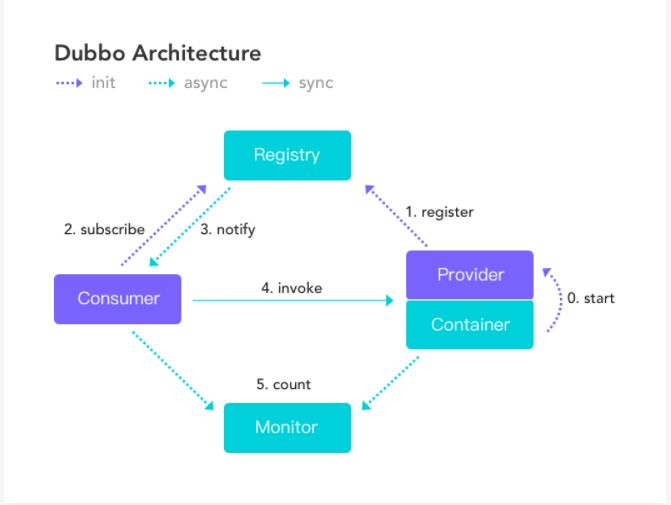 Dubbo Architecture
init async sync
Registry
1. register
2. subscribe 3. notify
Provider
Consumer
4. invoke
0. start
Container
5. count
Monitor